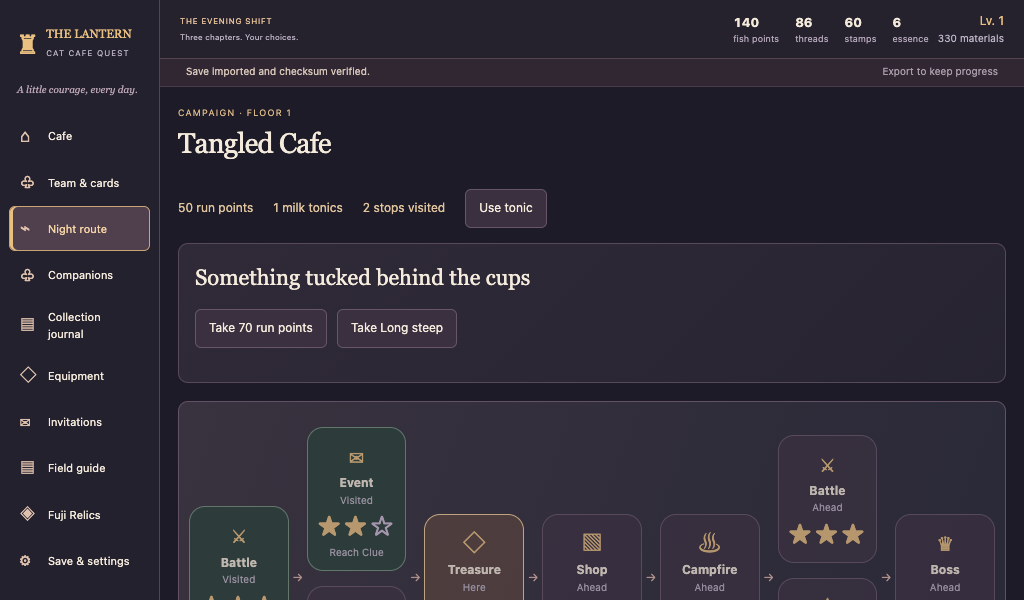 THE LANTERN
CAT CAFE QUEST
A little courage, every day.
Cafe
Team & cards
Night route
Companions
Collection
journal
Equipment
Invitations
Field guide
Fuji Relics
Save & settings
THE EVENING SHIFT
Three chapters. Your choices.
140
fish points
86
threads
60
stamps
6
essence
Lv. 1
330 materials
Save imported and checksum verified.
Export to keep progress
CAMPAIGN · FLOOR 1
Tangled Cafe
50 run points
1 milk tonics
2 stops visited
Use tonic
Something tucked behind the cups
Take 70 run points
Take Long steep
Battle
Visited
Event
Visited
Reach Clue
Treasure
Here
Shop
Ahead
Campfire
Ahead
Battle
Ahead
Boss
Ahead